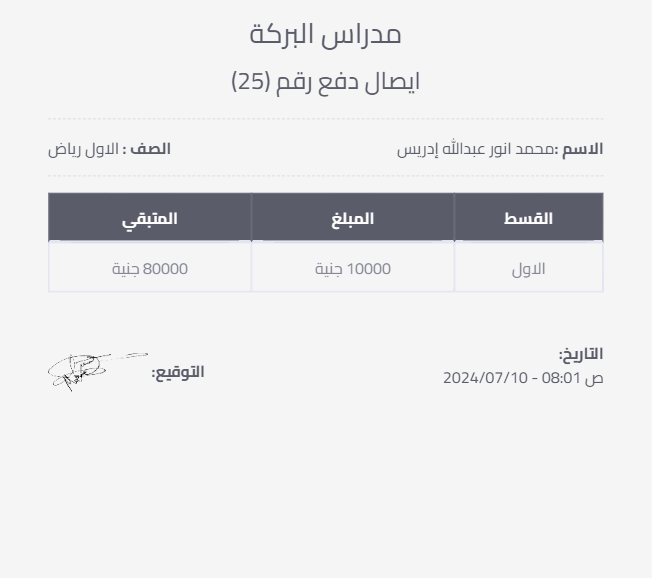 مدراس البركة
ايصال دفع رقم (25)
الاسم :محمد انور عبدالله إدريس
الصف : الاول رياض
القسط المبلغ المتبقي
الاول 10000 جنية 80000 جنية
التاريخ:
2024/07/10 - 08:01 ص
التوقيع: